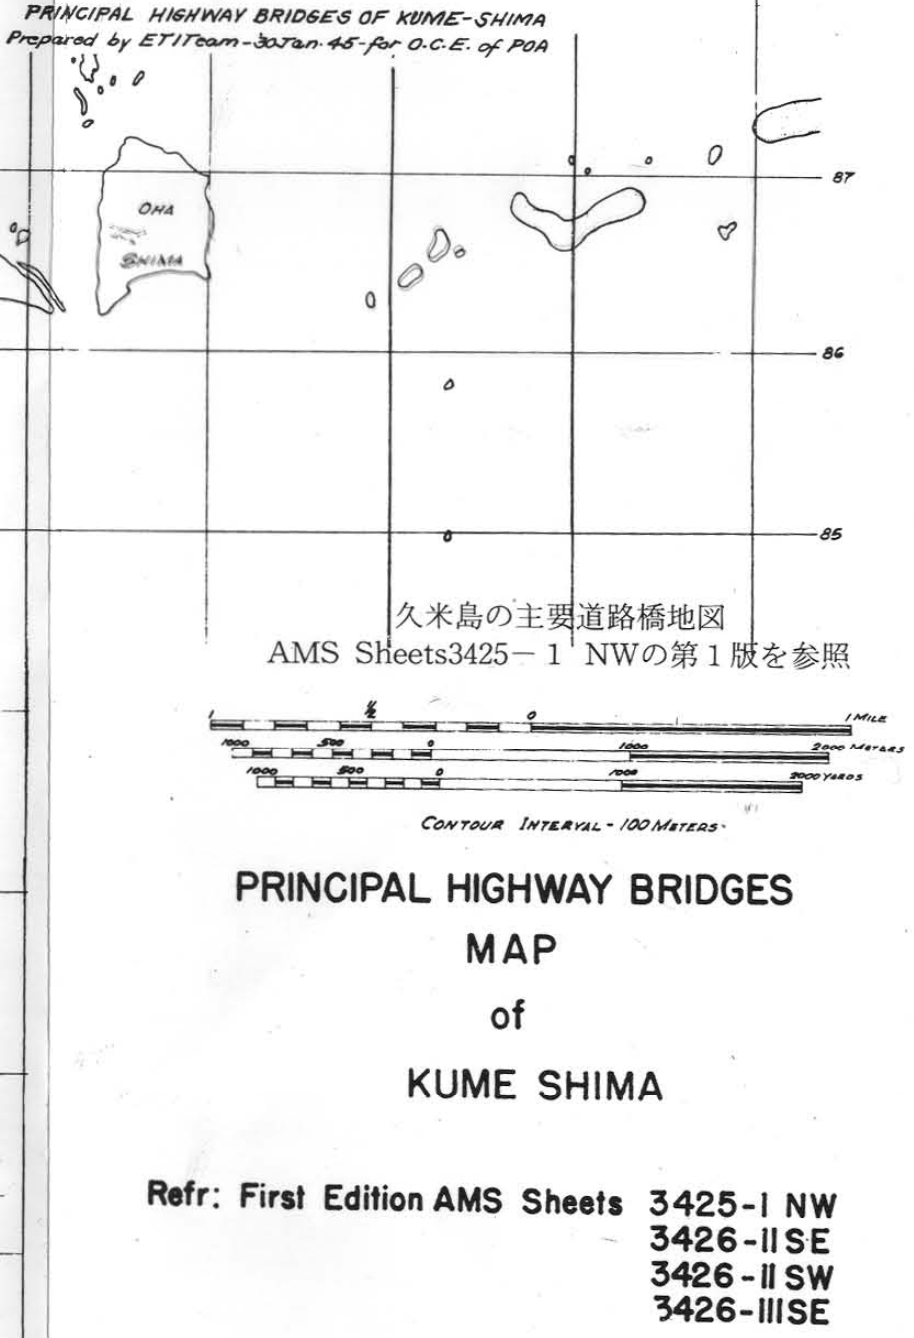 PRINCIPAL HIGHWAY BRIDGES OF KUME-SHIMA
Prepared by ETITeam-30Jan.45-for O.C.E. of POA
87
OHA
SHIMA
86
85
久米島の主要道路橋地図
AMS Sheets3425－1 NWの第1版を参照
1 1/2 0 1 MILE
1000 500 0 1000 2000 METERS
1000 500 0 1000 2000 YARDS
CONTOUR INTERVAL - 100 METERS.
PRINCIPAL HIGHWAY BRIDGES
MAP
of
KUME SHIMA
Refr: First Edition AMS Sheets 3425-I NW
3426-II SE
3426-II SW
3426-III SE